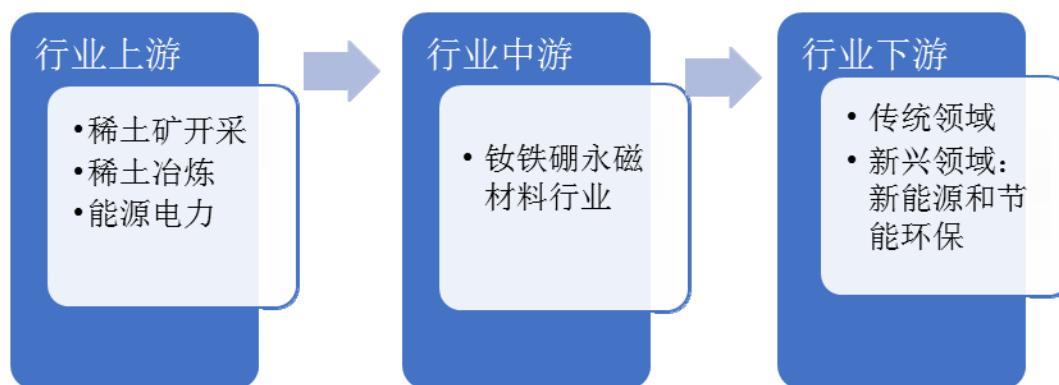 行业上游
•稀土矿开采
•稀土冶炼
•能源电力
行业中游
• 钕铁硼永磁
材料行业
行业下游
• 传统领域
• 新兴领域：
新能源和节
能环保